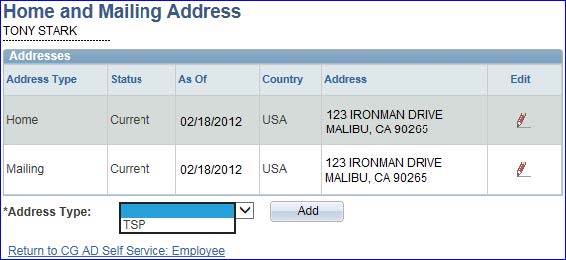 Home and Mailing Address
TONY STARK
Addresses
Address Type Status As Of Country Address Edit
Home Current 02/18/2012 USA 123 IRONMAN DRIVE
MALIBU, CA 90265
Mailing Current 02/18/2012 USA 123 IRONMAN DRIVE
MALIBU, CA 90265
*Address Type: Add
TSP
Return to CG AD Self Service: Employee